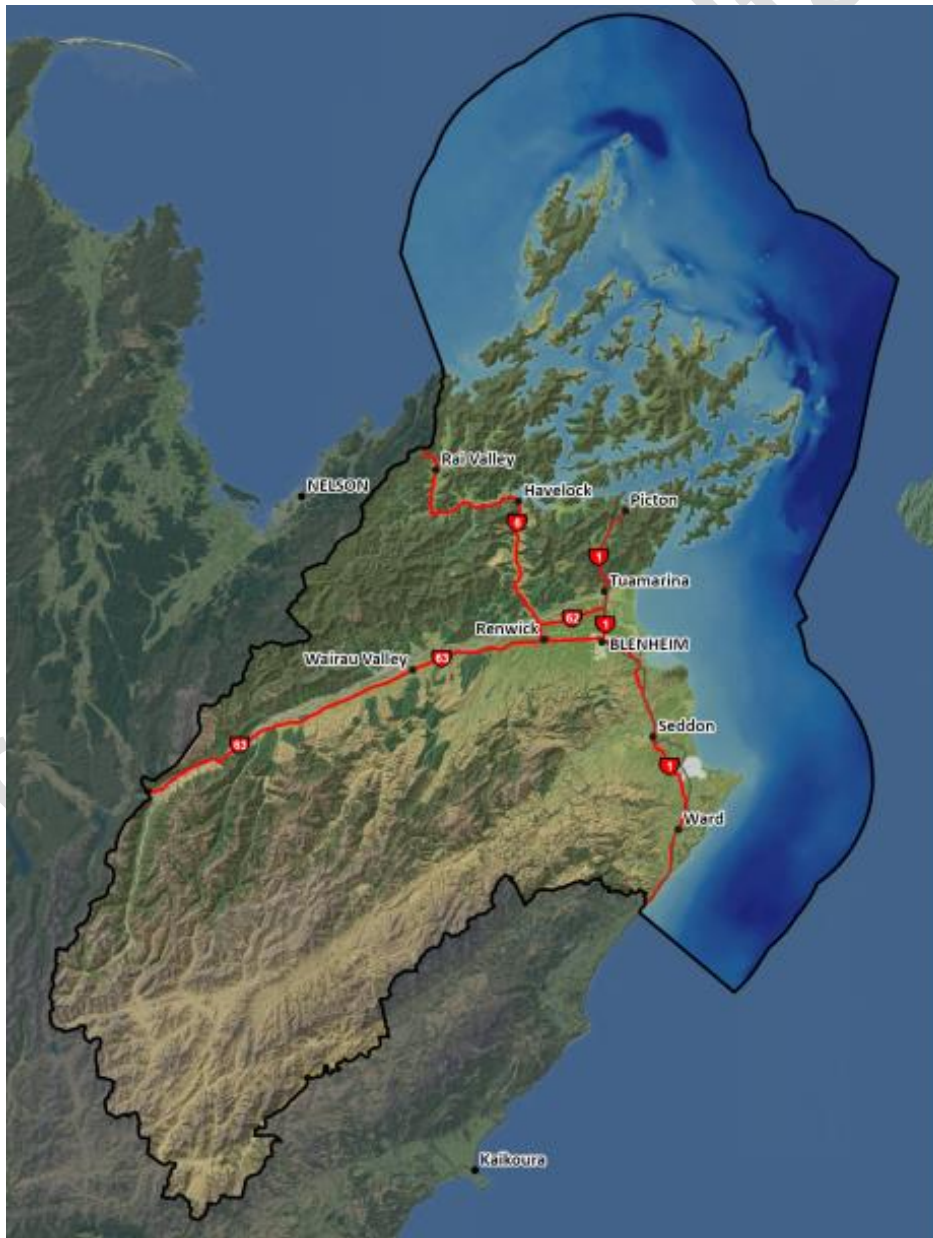 Rai Valley
NELSON
Havelock
Picton
6
1
Tuamarina
62
1
Renwick
BLENHEIM
Wairau Valley
63
Seddon
63
1
Ward
Kaikoura